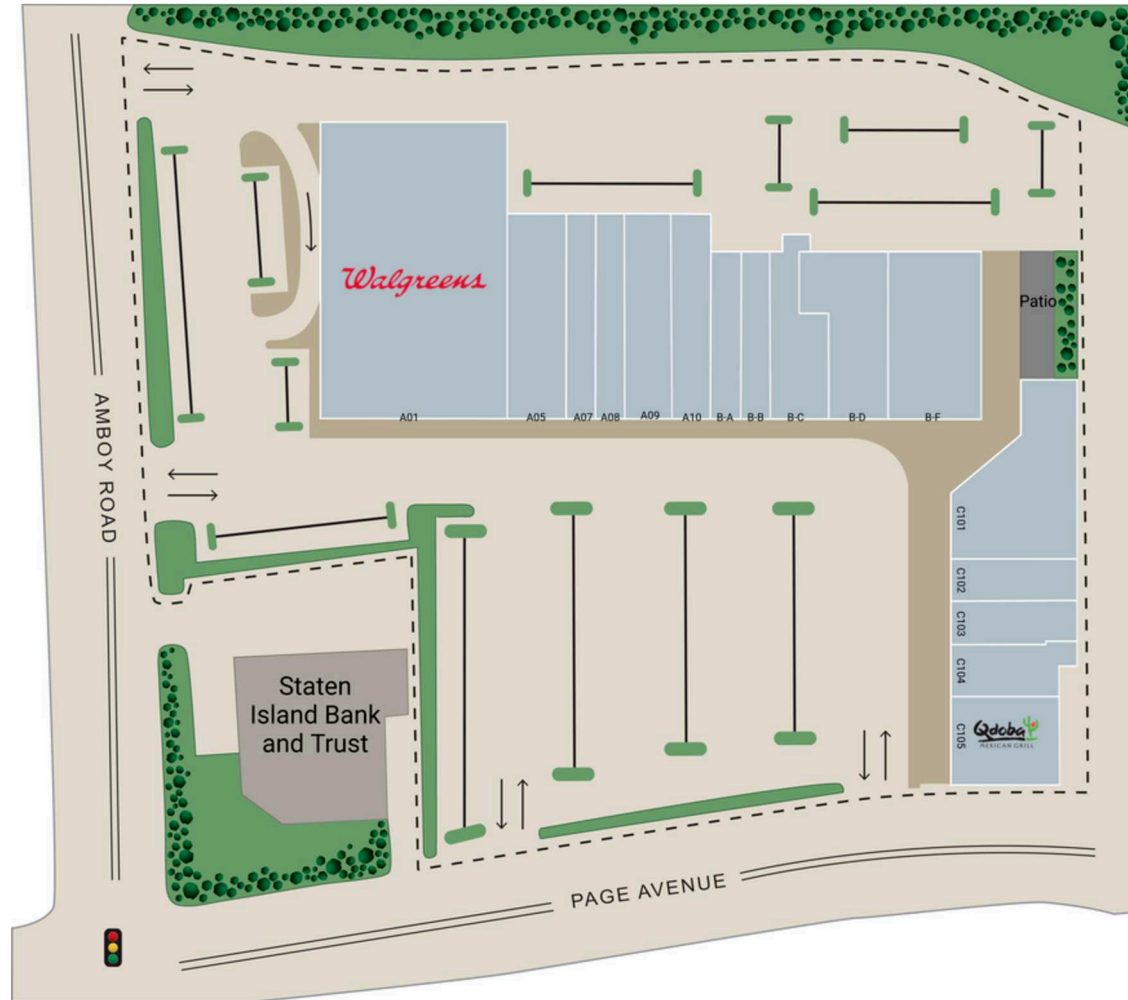 Walgreens
Patio
A01
A05
A07
A08
A09
A10
B-A
B-B
B-C
B-D
B-F
AMBOY ROAD
C101
C102
C103
C104
C105
Qdoba
MEXICAN GRILL
Staten
Island Bank
and Trust
PAGE AVENUE